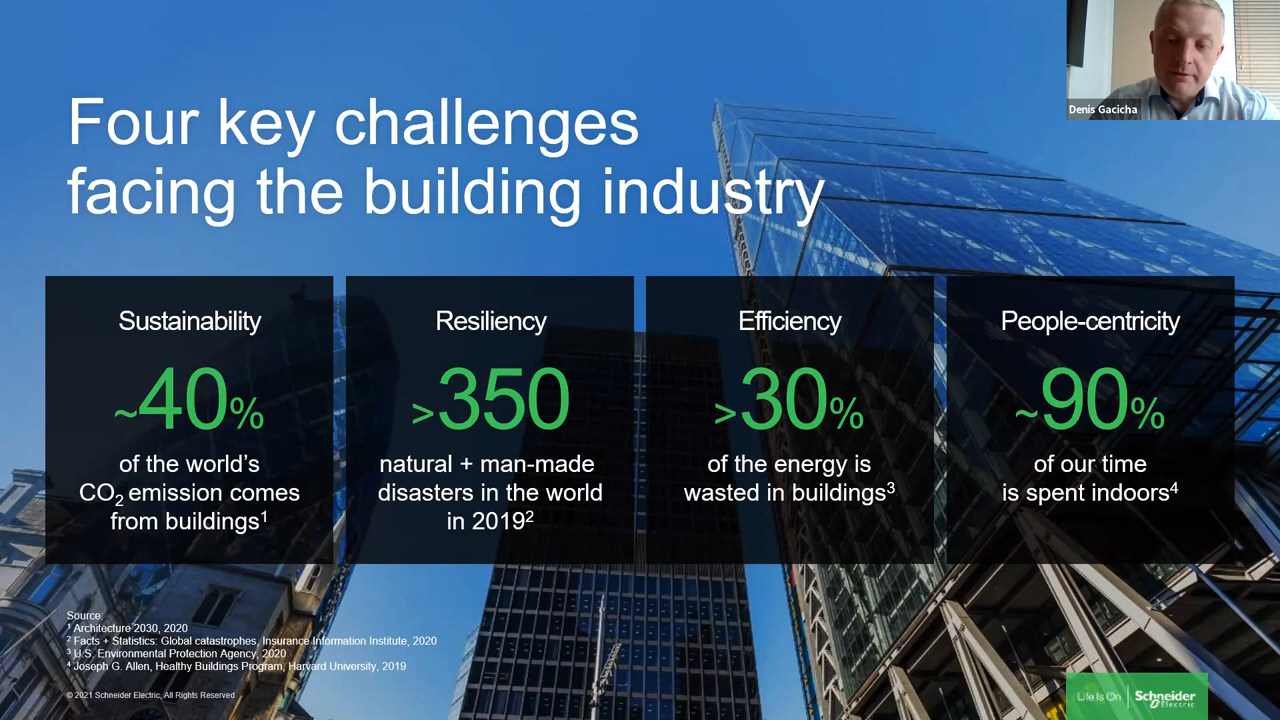 Four key challenges
facing the building industry
Denis Gacicha
Sustainability
~40%
of the world's
CO₂ emission comes
from buildings¹
Resiliency
>350
natural + man-made
disasters in the world
in 2019²
Efficiency
>30%
of the energy is
wasted in buildings³
People-centricity
~90%
of our time
is spent indoors⁴
Source:
¹ Architecture 2030, 2020
² Facts + Statistics: Global catastrophes, Insurance Information Institute, 2020
³ U.S. Environmental Protection Agency, 2020
⁴ Joseph G. Allen, Healthy Buildings Program, Harvard University, 2019
© 2021 Schneider Electric, All Rights Reserved
Life Is On | Schneider
Electric